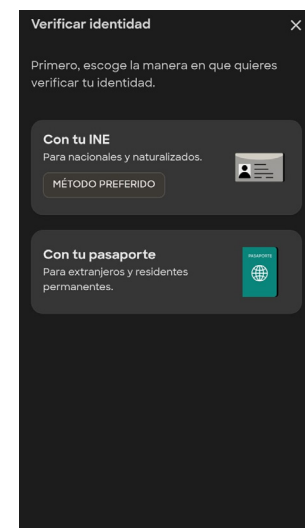 Verificar identidad
Primero, escoge la manera en que quieres
verificar tu identidad.
Con tu INE
Para nacionales y naturalizados.
MÉTODO PREFERIDO
Con tu pasaporte
Para extranjeros y residentes
permanentes.
PASAPORTE